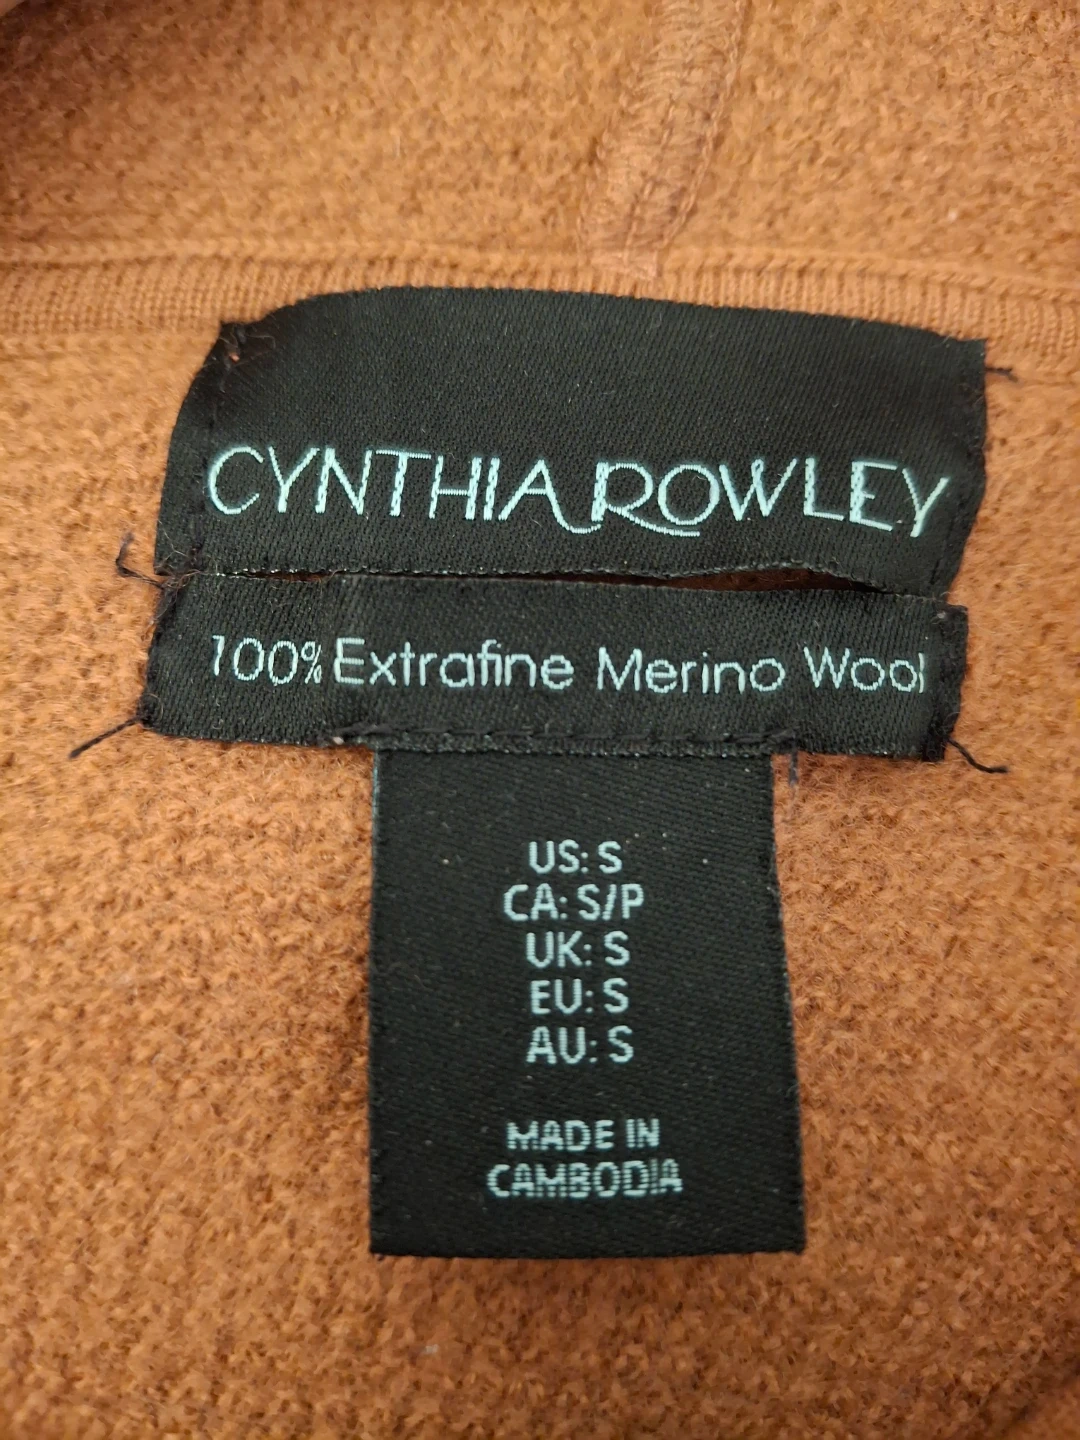 CYNTHIA ROWLEY
100% Extrafine Merino Wool
US: S
CA: S/P
UK: S
EU: S
AU: S
MADE IN
CAMBODIA